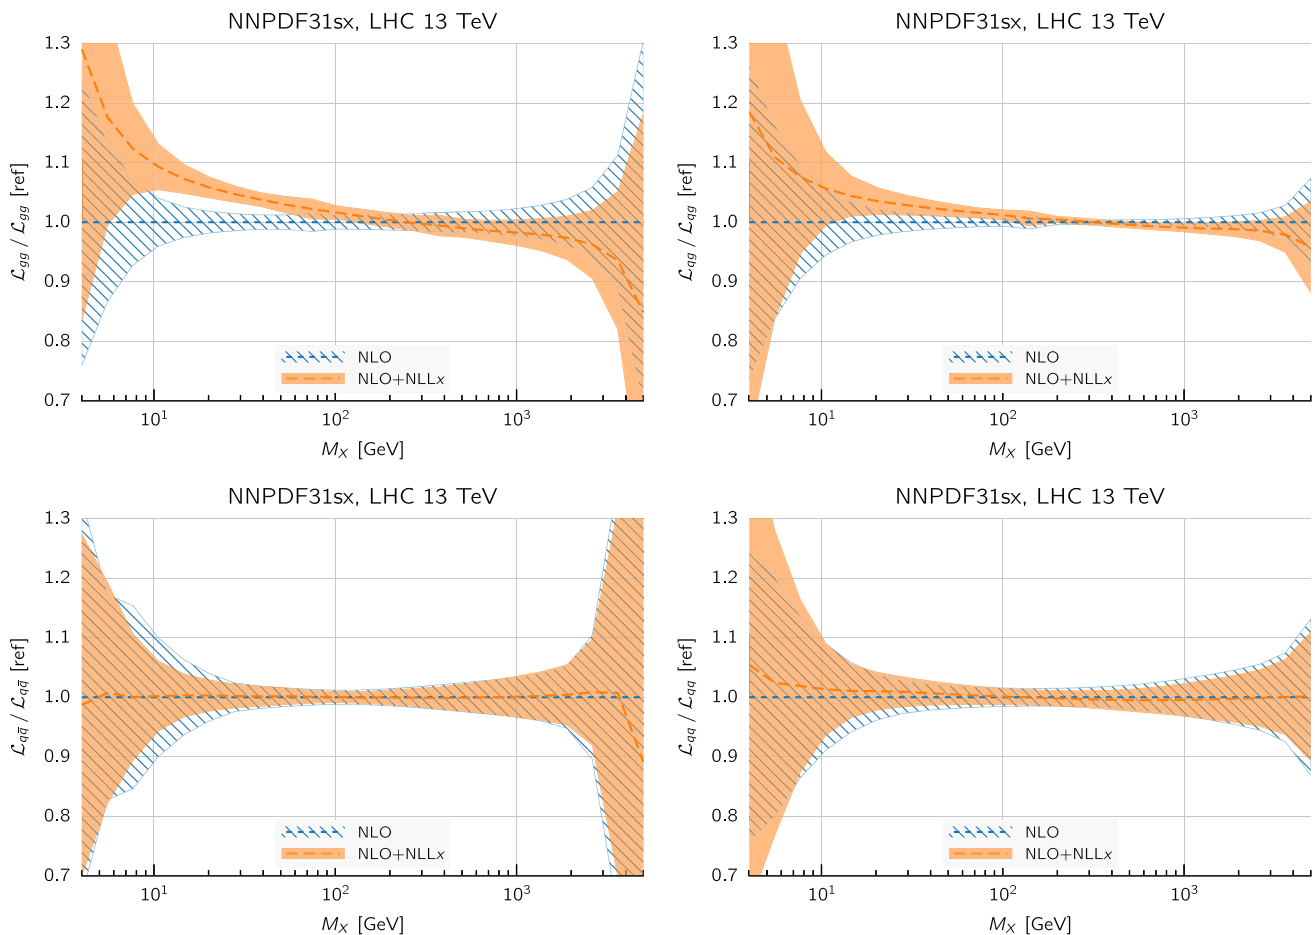 NNPDF31sx, LHC 13 TeV
1.3
1.2
1.1
1.0
0.9
0.8
0.7
ℒgg / ℒgg [ref]
NLO
NLO+NLLx
10¹
10²
10³
M_X [GeV]
NNPDF31sx, LHC 13 TeV
1.3
1.2
1.1
1.0
0.9
0.8
0.7
ℒqg / ℒqg [ref]
NLO
NLO+NLLx
10¹
10²
10³
M_X [GeV]
NNPDF31sx, LHC 13 TeV
1.3
1.2
1.1
1.0
0.9
0.8
0.7
ℒqq̄ / ℒqq̄ [ref]
NLO
NLO+NLLx
10¹
10²
10³
M_X [GeV]
NNPDF31sx, LHC 13 TeV
1.3
1.2
1.1
1.0
0.9
0.8
0.7
ℒqq / ℒqq [ref]
NLO
NLO+NLLx
10¹
10²
10³
M_X [GeV]